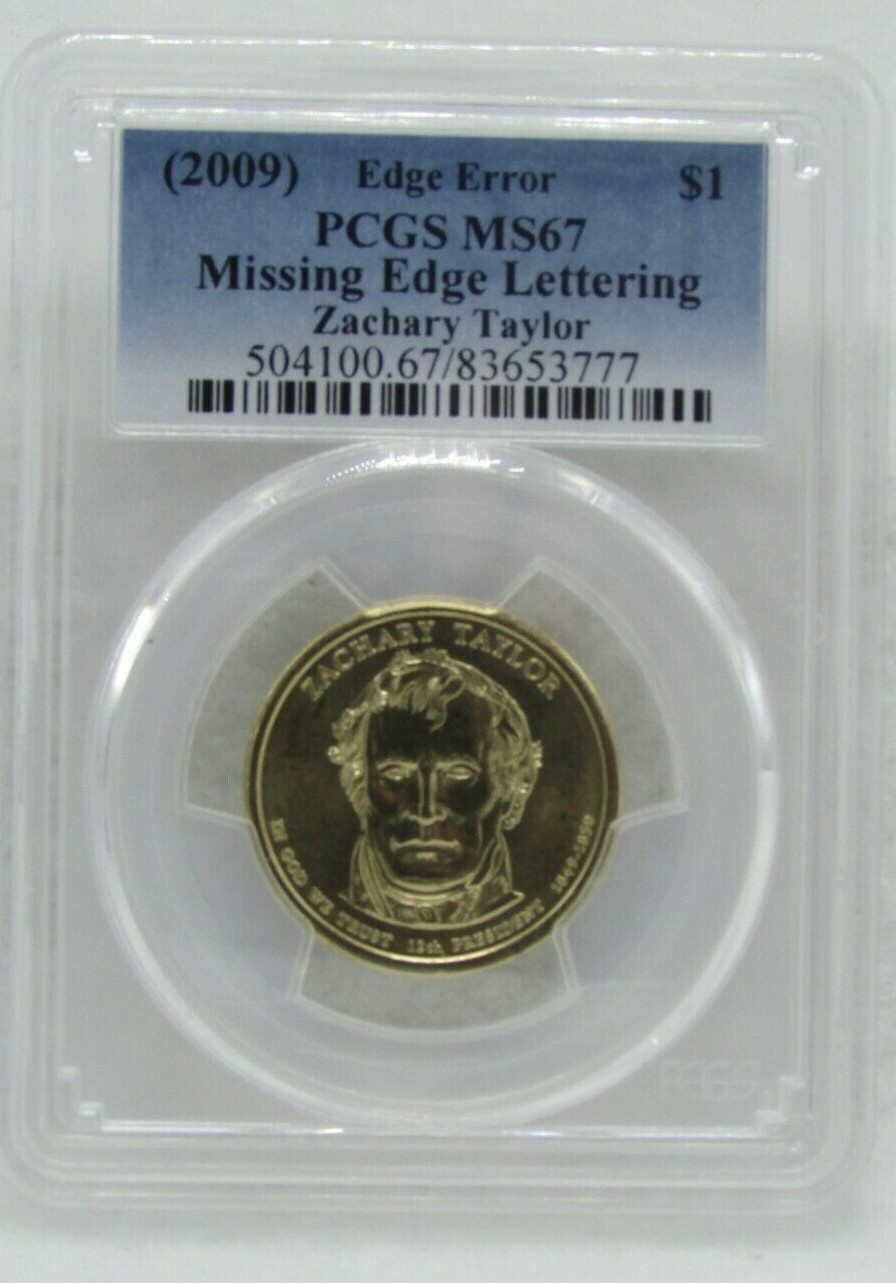 (2009) Edge Error $1
PCGS MS67
Missing Edge Lettering
Zachary Taylor
504100.67/83653777
ZACHARY TAYLOR
IN GOD WE TRUST 12th PRESIDENT 1849-1850
PCGS